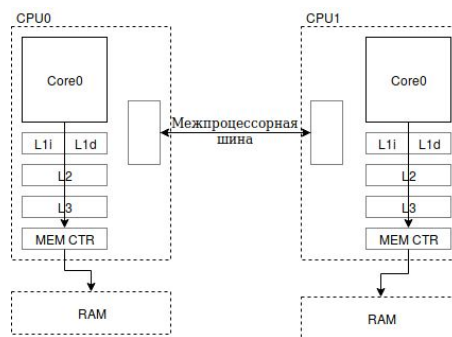 CPU0
CPU1
Core0
Core0
Межпроцессорная
шина
L1i L1d
L1i L1d
L2
L2
L3
L3
MEM CTR
MEM CTR
RAM
RAM